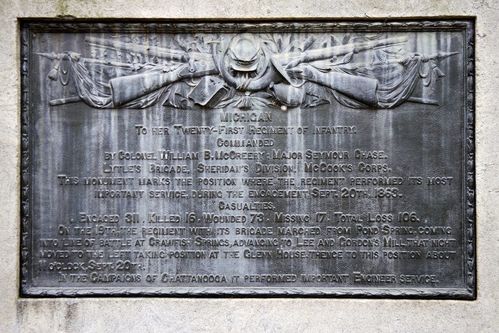 MICHIGAN
TO HER TWENTY-FIRST REGIMENT OF INFANTRY.
COMMANDED
BY COLONEL WILLIAM B. MCCREERY: MAJOR SEYMOUR CHASE.
LYTLE'S BRIGADE, SHERIDAN'S DIVISION, MCCOOK'S CORPS.
THIS MONUMENT MARKS THE POSITION WHERE THE REGIMENT PERFORMED ITS MOST
IMPORTANT SERVICE, DURING THE ENGAGEMENT SEPT. 20TH, 1863.
CASUALTIES.
ENGAGED 311, KILLED 16, WOUNDED 73, MISSING 17, TOTAL LOSS 106.
ON THE 19TH THE REGIMENT WITH ITS BRIGADE MARCHED FROM POND SPRING, COMING
INTO LINE OF BATTLE AT CRAWFISH SPRINGS, ADVANCING TO LEE AND GORDON'S MILL, THAT NIGHT
MOVED TO THE LEFT TAKING POSITION AT THE GLENN HOUSE: THENCE TO THIS POSITION ABOUT
O'CLOCK, SEPT. 20TH.
IN THE CAMPAIGNS OF CHATTANOOGA IT PERFORMED IMPORTANT ENGINEER SERVICE.